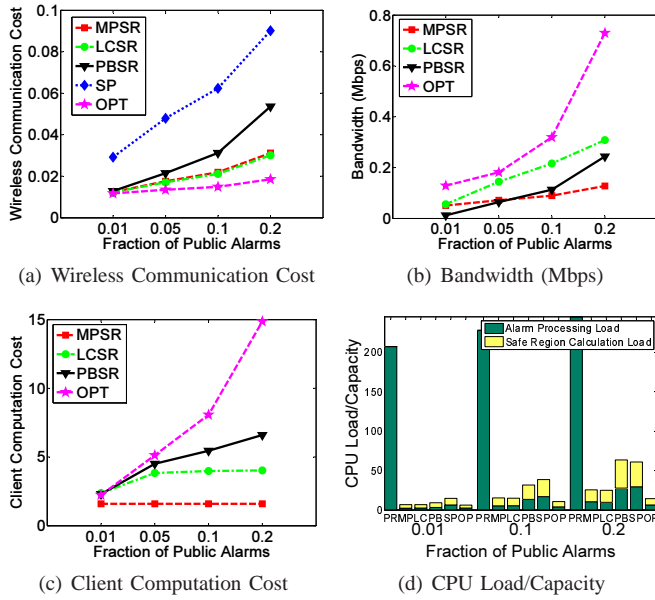 0.1
0.08
0.06
0.04
0.02
0
Wireless Communication Cost
MPSR
LCSR
PBSR
SP
OPT
0.01 0.05 0.1 0.2
Fraction of Public Alarms
(a) Wireless Communication Cost
0.8
0.6
0.4
0.2
0
Bandwidth (Mbps)
MPSR
LCSR
PBSR
OPT
0.01 0.05 0.1 0.2
Fraction of Public Alarms
(b) Bandwidth (Mbps)
15
10
5
0
Client Computation Cost
MPSR
LCSR
PBSR
OPT
0.01 0.05 0.1 0.2
Fraction of Public Alarms
(c) Client Computation Cost
200
150
100
50
0
CPU Load/Capacity
Alarm Processing Load
Safe Region Calculation Load
PRMPLCPBSPOP PRMPLCPBSPOP PRMPLCPBSPOP
0.01 0.1 0.2
Fraction of Public Alarms
(d) CPU Load/Capacity